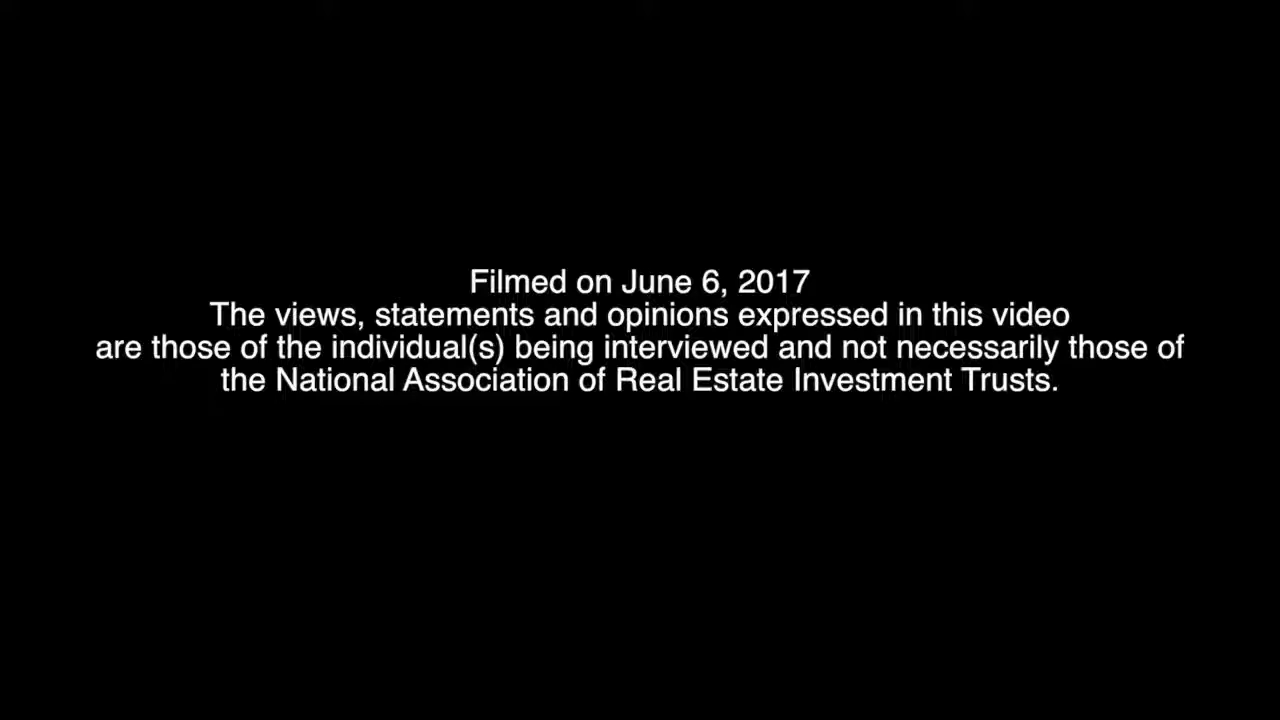 Filmed on June 6, 2017
The views, statements and opinions expressed in this video
are those of the individual(s) being interviewed and not necessarily those of
the National Association of Real Estate Investment Trusts.